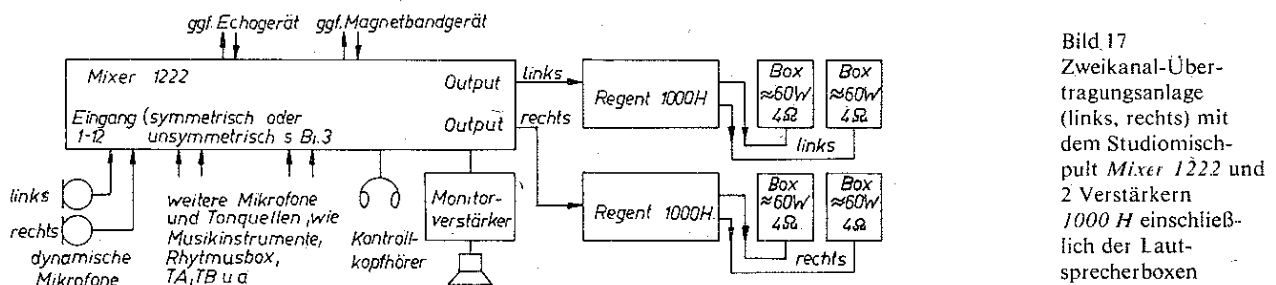 ggf. Echogerät ggf. Magnetbandgerät
Mixer 1222
Output
links
Eingang (symmetrisch oder
1-12 unsymmetrisch s Bi.3
Output
rechts
Regent 1000H
Box
≈60W
4Ω
Box
≈60W
4Ω
links
links
rechts
dynamische
Mikrofone
weitere Mikrofone
und Tonquellen, wie
Musikinstrumente,
Rhytmusbox,
TA, TB u a
Kontroll-
kopfhörer
Monitor-
verstärker
Regent 1000H
Box
≈60W
4Ω
Box
≈60W
4Ω
rechts
Bild 17
Zweikanal-Über-
tragungsanlage
(links, rechts) mit
dem Studiomisch-
pult Mixer 1222 und
2 Verstärkern
1000 H einschließ-
lich der Laut-
sprecherboxen